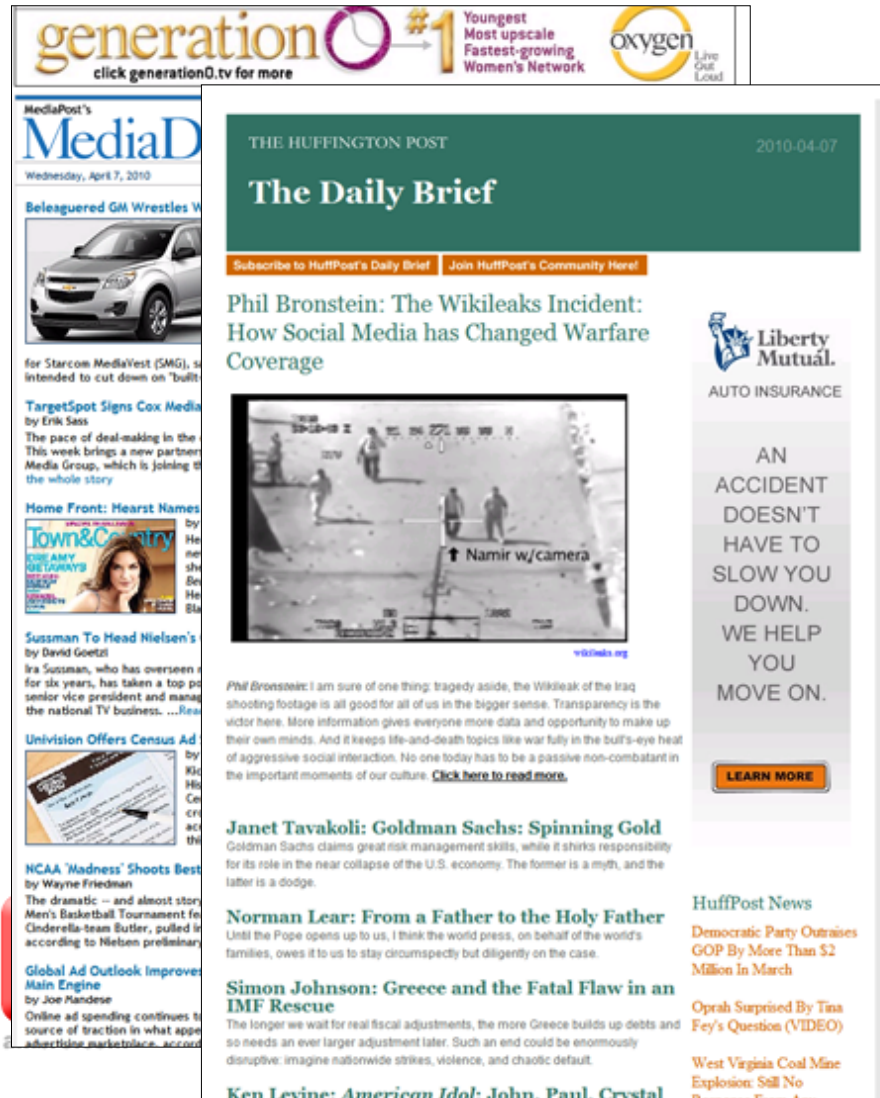 generationO
click generationO.tv for more
#1
Youngest
Most upscale
Fastest-growing
Women's Network
oxygen
Live
Out
Loud
MediaPost's
MediaD
Wednesday, April 7, 2010
Beleaguered GM Wrestles W
for Starcom MediaVest (SMG), s
intended to cut down on "built-
TargetSpot Signs Cox Media
by Erik Sass
The pace of deal-making in the
This week brings a new partner
Media Group, which is joining t
the whole story
Home Front: Hearst Names
by
Town&Country
DREAMY
GETAWAYS
Sussman To Head Nielsen's
by David Goetzl
Ira Sussman, who has overseen
for six years, has taken a top po
senior vice president and manag
the national TV business. ...Rea
Univision Offers Census Ad
by
NCAA 'Madness' Shoots Best
by Wayne Friedman
The dramatic -- and almost story
Men's Basketball Tournament fe
Cinderella-team Butler, pulled i
according to Nielsen preliminary
Global Ad Outlook Improves
Main Engine
by Joe Mandese
Online ad spending continues t
source of traction in what appe
advertising marketplace, accord
THE HUFFINGTON POST
2010-04-07
The Daily Brief
Subscribe to HuffPost's Daily Brief
Join HuffPost's Community Here!
Phil Bronstein: The Wikileaks Incident:
How Social Media has Changed Warfare
Coverage
Namir w/camera
wikileaks.org
Phil Bronstein: I am sure of one thing: tragedy aside, the Wikileak of the Iraq
shooting footage is all good for all of us in the bigger sense. Transparency is the
victor here. More information gives everyone more data and opportunity to make up
their own minds. And it keeps life-and-death topics like war fully in the bull's-eye heat
of aggressive social interaction. No one today has to be a passive non-combatant in
the important moments of our culture. Click here to read more.
Janet Tavakoli: Goldman Sachs: Spinning Gold
Goldman Sachs claims great risk management skills, while it shirks responsibility
for its role in the near collapse of the U.S. economy. The former is a myth, and the
latter is a dodge.
Norman Lear: From a Father to the Holy Father
Until the Pope opens up to us, I think the world press, on behalf of the world's
families, owes it to us to stay circumspectly but diligently on the case.
Simon Johnson: Greece and the Fatal Flaw in an
IMF Rescue
The longer we wait for real fiscal adjustments, the more Greece builds up debts and
so needs an ever larger adjustment later. Such an end could be enormously
disruptive: imagine nationwide strikes, violence, and chaotic default.
Ken Levine: American Idol: John, Paul, Crystal
Liberty
Mutual.
AUTO INSURANCE
AN
ACCIDENT
DOESN'T
HAVE TO
SLOW YOU
DOWN.
WE HELP
YOU
MOVE ON.
LEARN MORE
HuffPost News
Democratic Party Outraises
GOP By More Than $2
Million In March
Oprah Surprised By Tina
Fey's Question (VIDEO)
West Virginia Coal Mine
Explosion: Still No